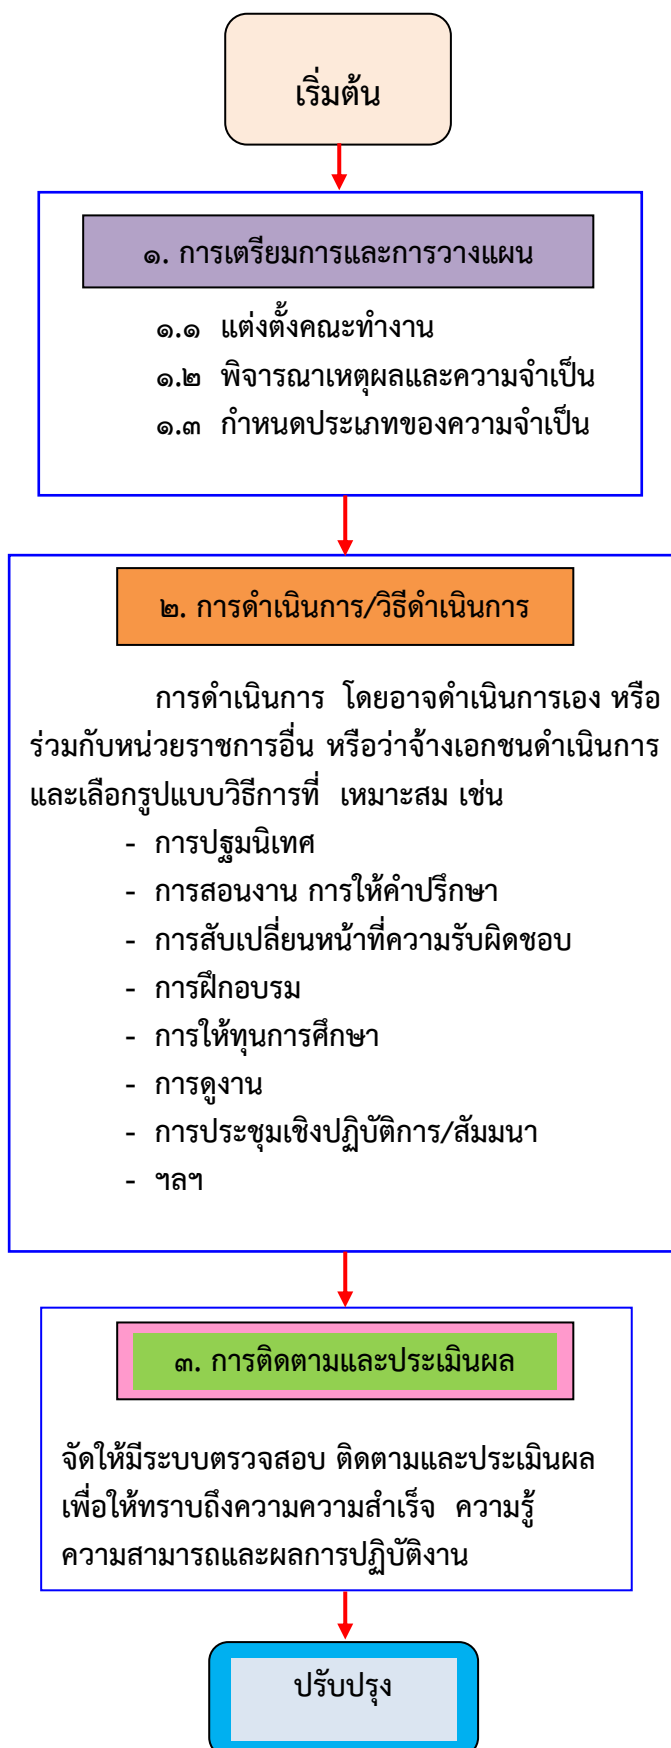 เริ่มต้น
๑. การเตรียมการและการวางแผน
๑.๑ แต่งตั้งคณะทำงาน
๑.๒ พิจารณาเหตุผลและความจำเป็น
๑.๓ กำหนดประเภทของความจำเป็น
๒. การดำเนินการ/วิธีดำเนินการ
การดำเนินการ โดยอาจดำเนินการเอง หรือ
ร่วมกับหน่วยราชการอื่น หรือว่าจ้างเอกชนดำเนินการ
และเลือกรูปแบบวิธีการที่ เหมาะสม เช่น
- การปฐมนิเทศ
- การสอนงาน การให้คำปรึกษา
- การสับเปลี่ยนหน้าที่ความรับผิดชอบ
- การฝึกอบรม
- การให้ทุนการศึกษา
- การดูงาน
- การประชุมเชิงปฏิบัติการ/สัมมนา
- ฯลฯ
๓. การติดตามและประเมินผล
จัดให้มีระบบตรวจสอบ ติดตามและประเมินผล
เพื่อให้ทราบถึงความความสำเร็จ ความรู้
ความสามารถและผลการปฏิบัติงาน
ปรับปรุง